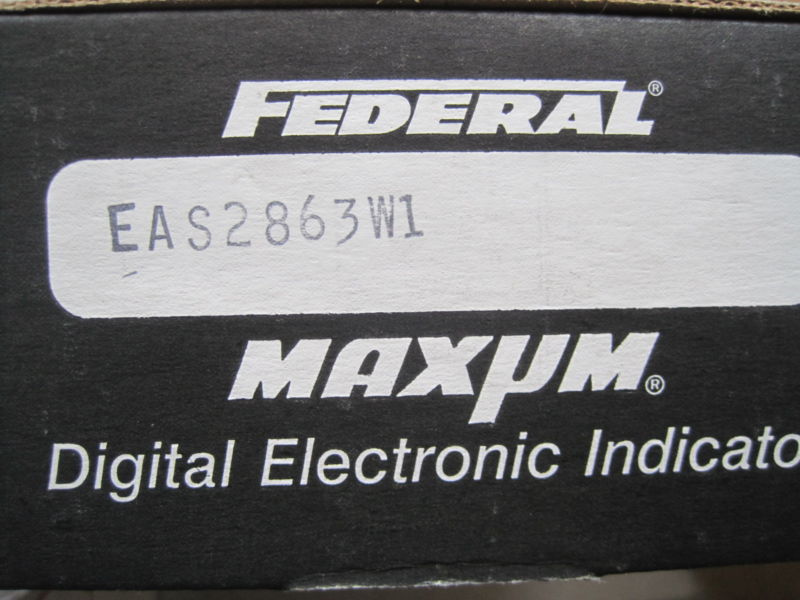 FEDERAL®
EAS2863W1
MAXµM®
Digital Electronic Indicato